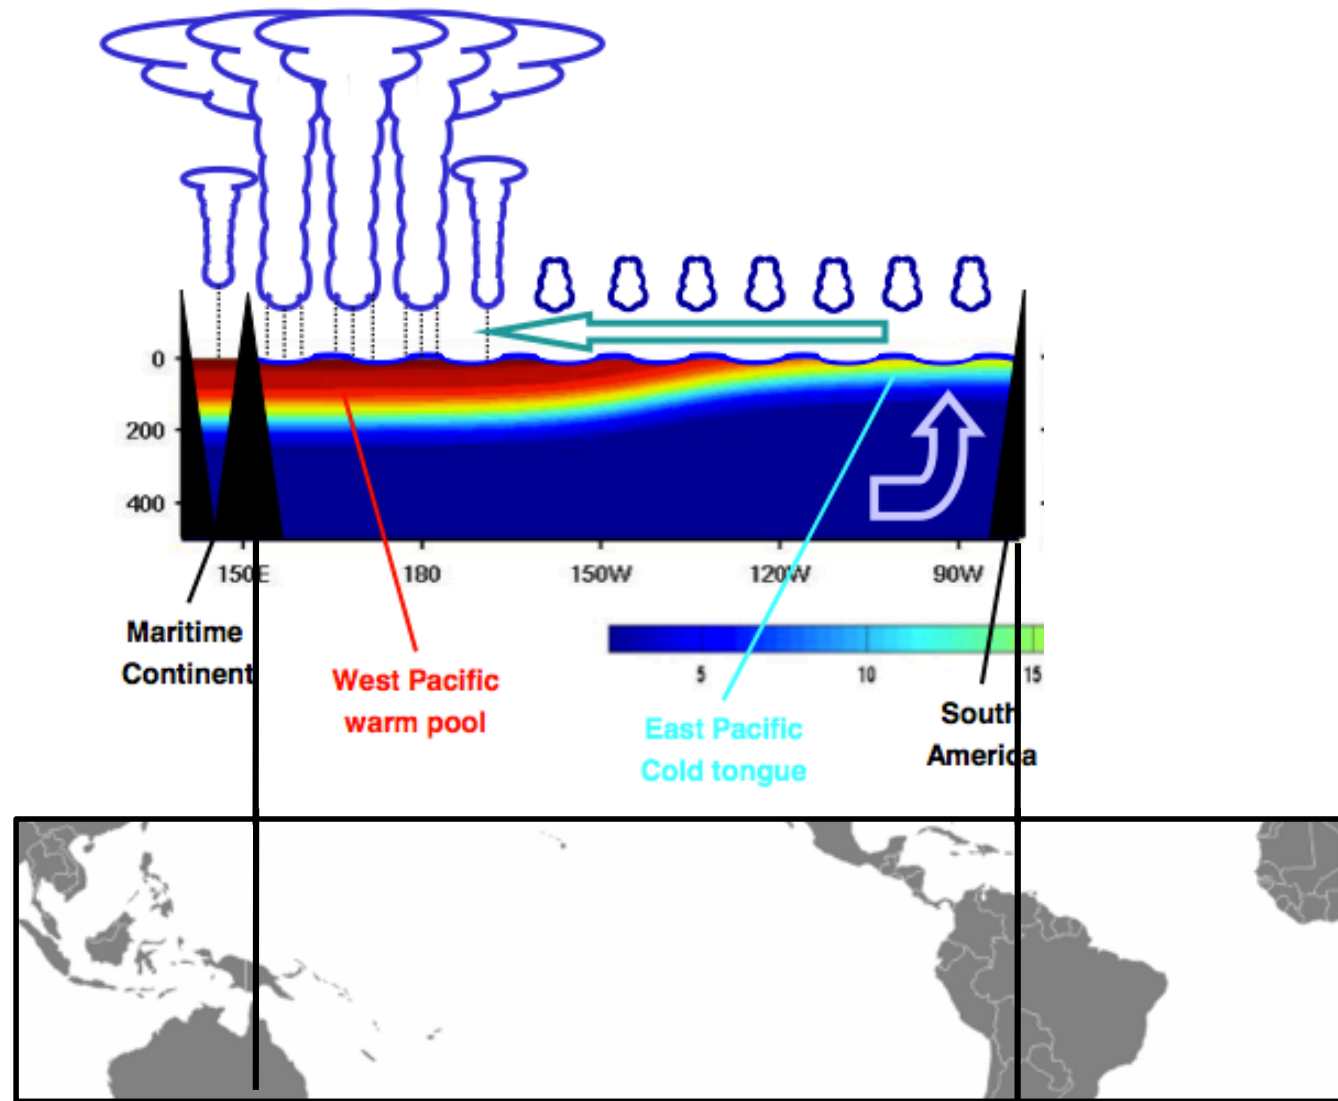 0
200
400
150E
180
150W
120W
90W
5
10
15
Maritime
Continent
West Pacific
warm pool
East Pacific
Cold tongue
South
America